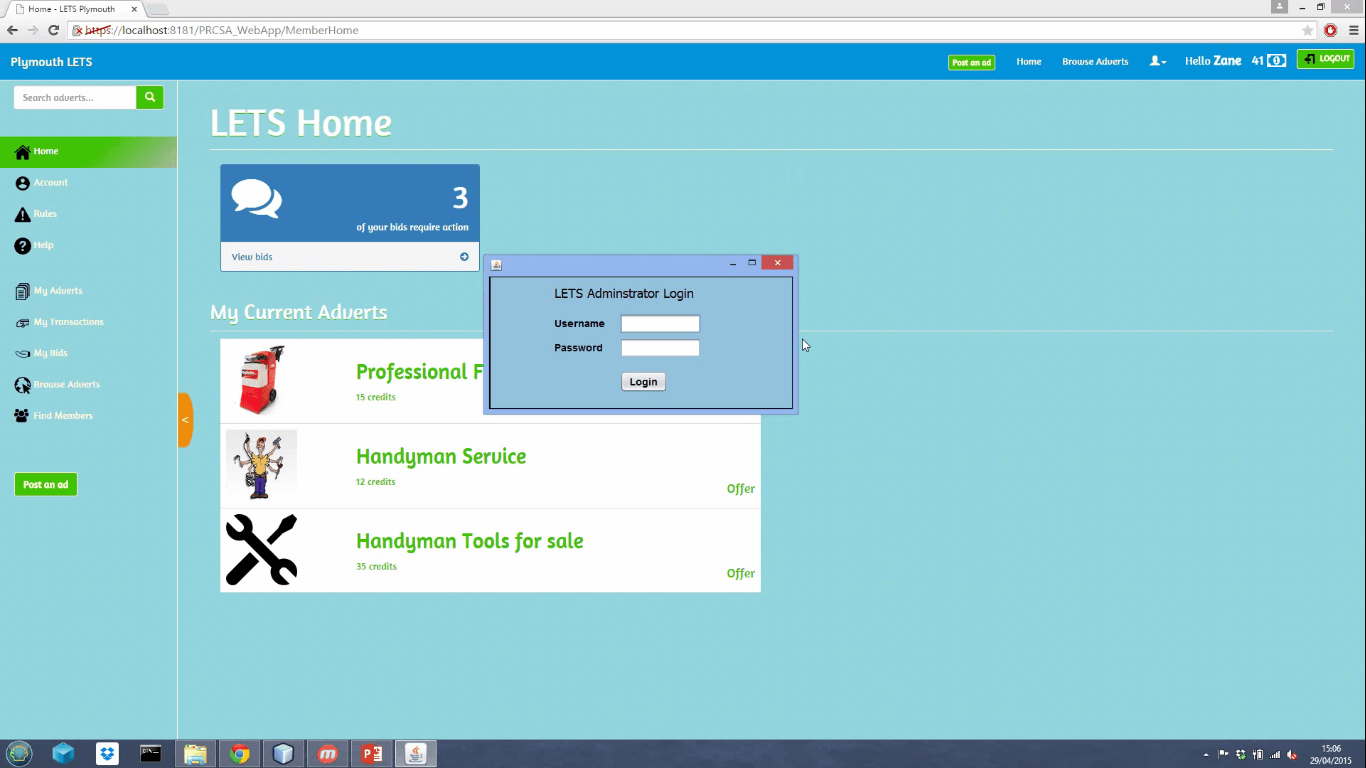 Home - LETS Plymouth
https://localhost:8181/PRCSA_WebApp/MemberHome
Plymouth LETS
Post an ad
Home
Browse Adverts
Hello Zane
41
LOGOUT
Search adverts...
Home
Account
Rules
Help
My Adverts
My Transactions
My Bids
Browse Adverts
Find Members
Post an ad
<
LETS Home
3
of your bids require action
View bids
My Current Adverts
Professional F
15 credits
Handyman Service
12 credits
Offer
Handyman Tools for sale
35 credits
Offer
LETS Adminstrator Login
Username
Password
Login
15:06
29/04/2015